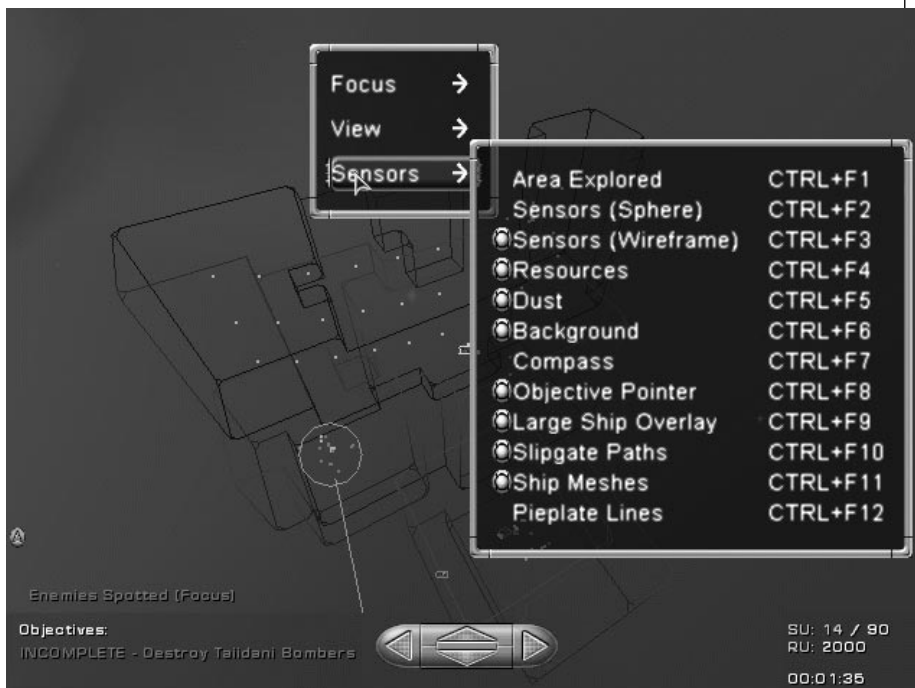 Focus
View
Sensors
Area Explored CTRL+F1
Sensors (Sphere) CTRL+F2
Sensors (Wireframe) CTRL+F3
Resources CTRL+F4
Dust CTRL+F5
Background CTRL+F6
Compass CTRL+F7
Objective Pointer CTRL+F8
Large Ship Overlay CTRL+F9
Slipgate Paths CTRL+F10
Ship Meshes CTRL+F11
Pieplate Lines CTRL+F12
Enemies Spotted (Focus)
Objectives:
INCOMPLETE - Destroy Taiidani Bombers
SU: 14 / 90
RU: 2000
00:01:35